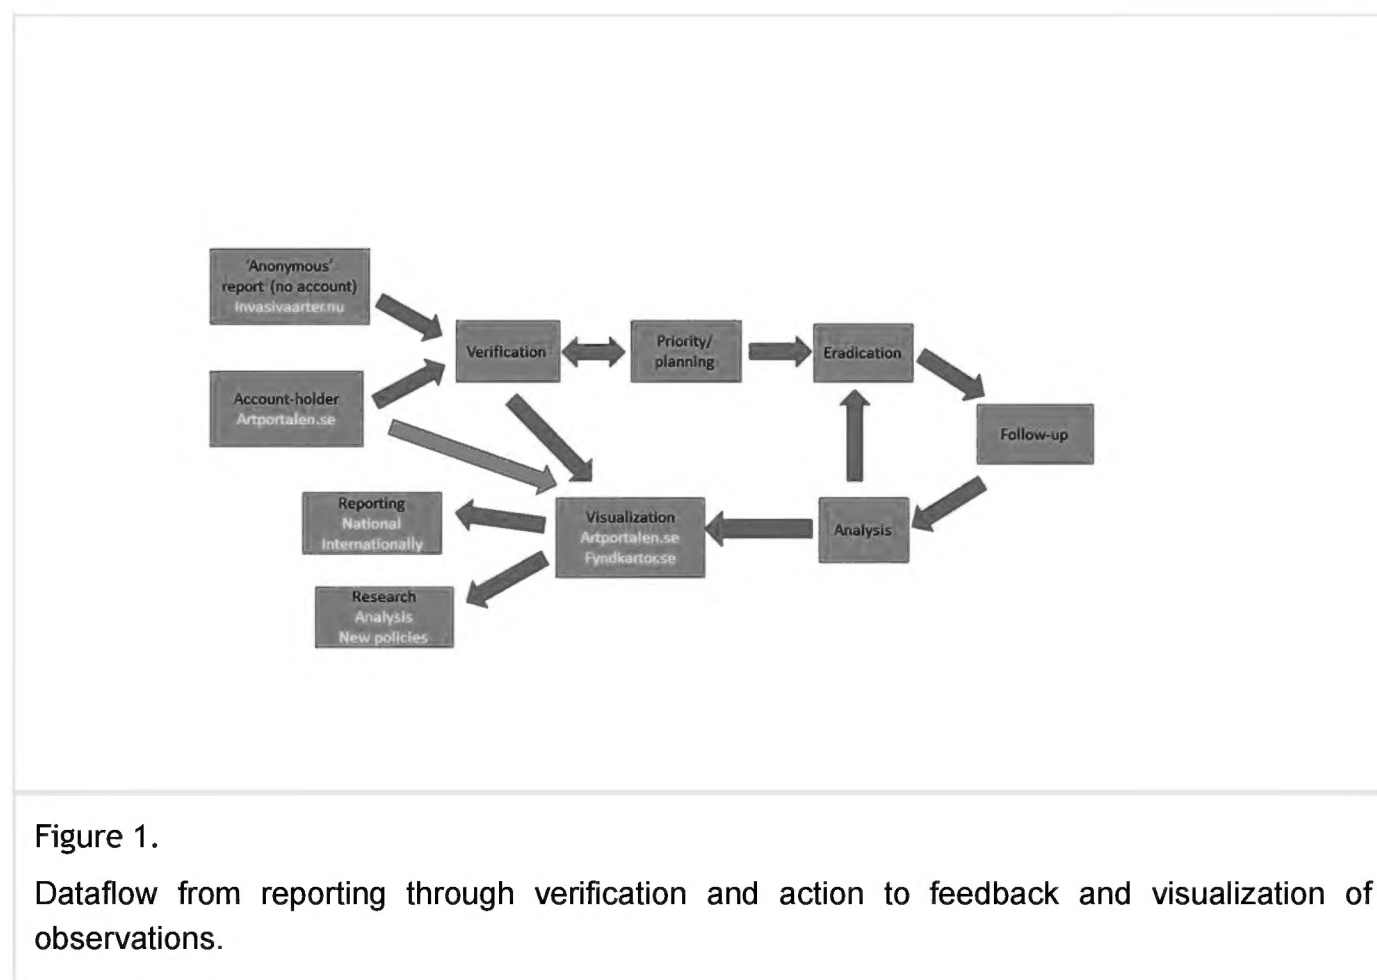 'Anonymous'
report (no account)
Invasivaarter.nu
Account-holder
Artportalen.se
Verification
Priority/
planning
Eradication
Follow-up
Analysis
Visualization
Artportalen.se
Fyndkartor.se
Reporting
National
Internationally
Research
Analysis
New policies
Figure 1.
Dataflow from reporting through verification and action to feedback and visualization of
observations.